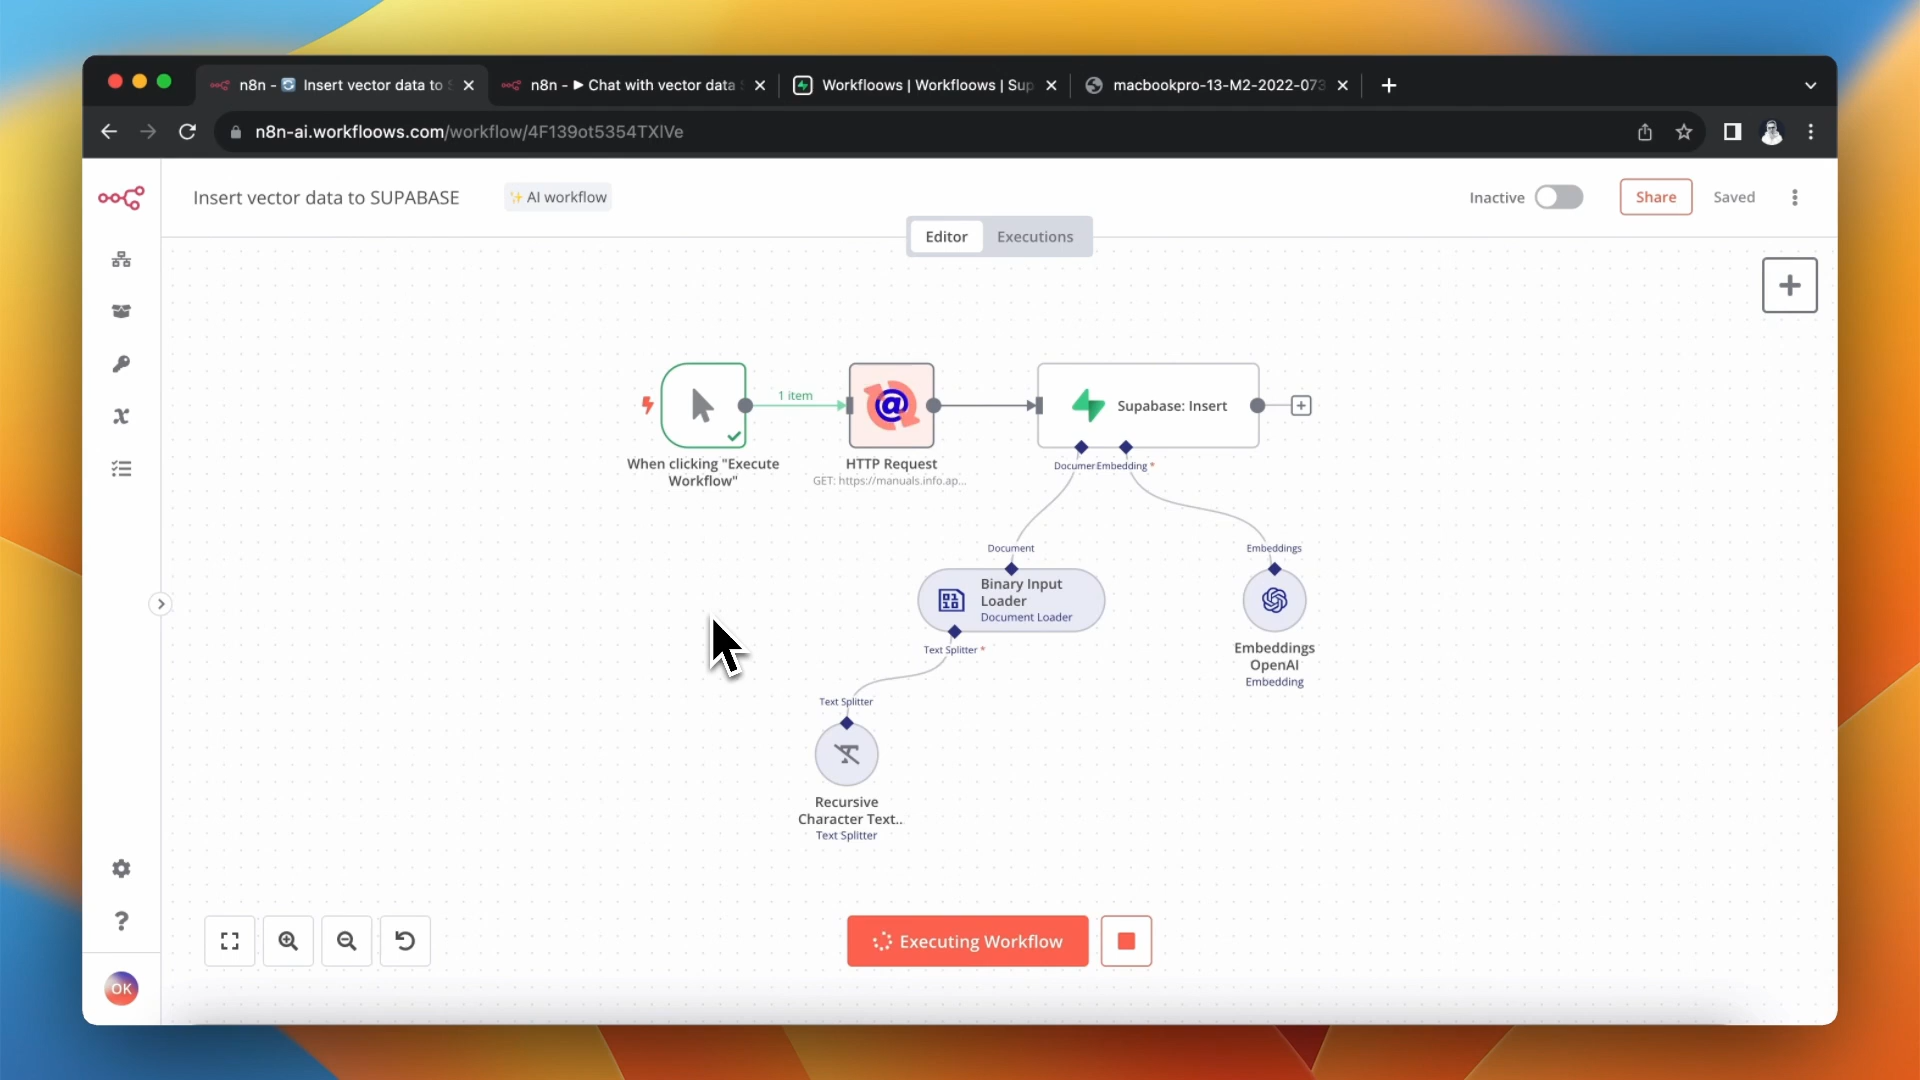 n8n - 🔄 Insert vector data to S
n8n - ▶ Chat with vector data
Workfloows | Workfloows | Sup
macbookpro-13-M2-2022-073
n8n-ai.workfloows.com/workflow/4F139ot5354TXlVe
Insert vector data to SUPABASE
✨ AI workflow
Inactive
Share
Saved
Editor
Executions
1 item
Supabase: Insert
When clicking "Execute
Workflow"
HTTP Request
GET: https://manuals.info.ap...
Documen
Embedding *
Document
Embeddings
Binary Input
Loader
Document Loader
Text Splitter *
Embeddings
OpenAI
Embedding
Text Splitter
Recursive
Character Text..
Text Splitter
Executing Workflow
OK